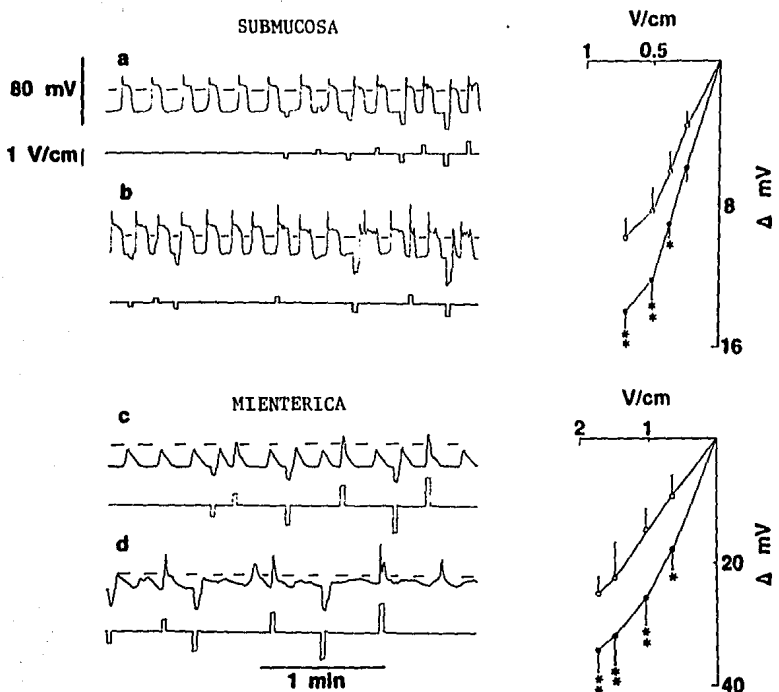 SUBMUCOSA
a
80 mV
1 V/cm
b
V/cm
1 0.5
8
Δ mV
*
**
**
16
MIENTERICA
c
d
1 min
V/cm
2 1
20
Δ mV
*
**
**
**
40